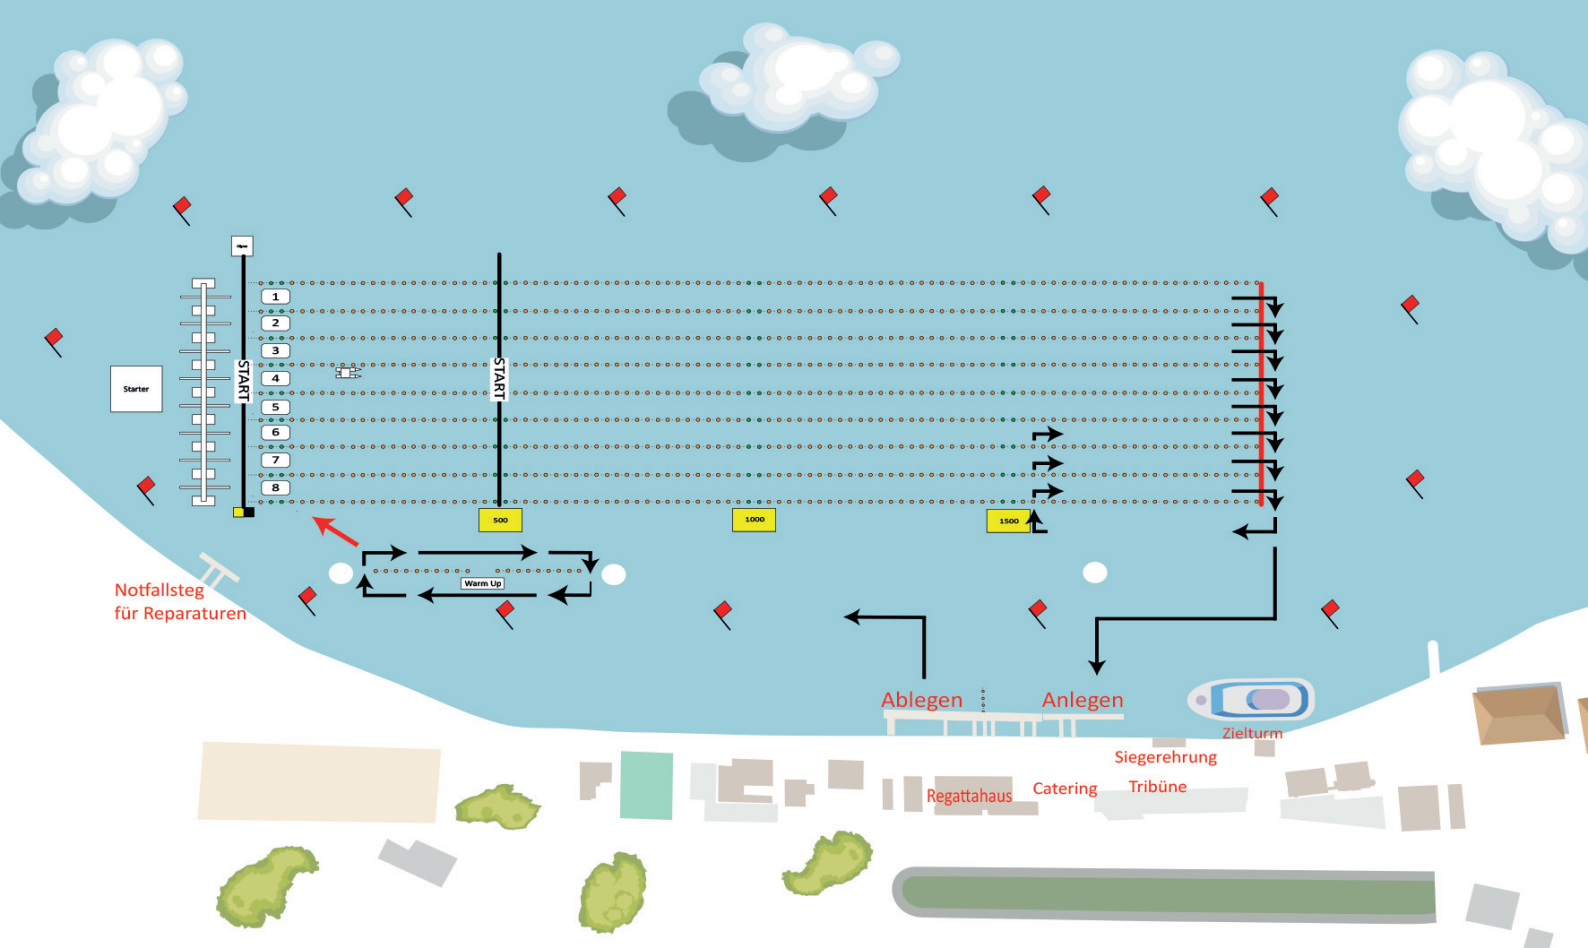 1
2
3
4
5
6
7
8
START
START
Starter
500
1000
1500
Warm Up
Notfallsteg
für Reparaturen
Ablegen
Anlegen
Zielturm
Siegerehrung
Tribüne
Catering
Regattahaus